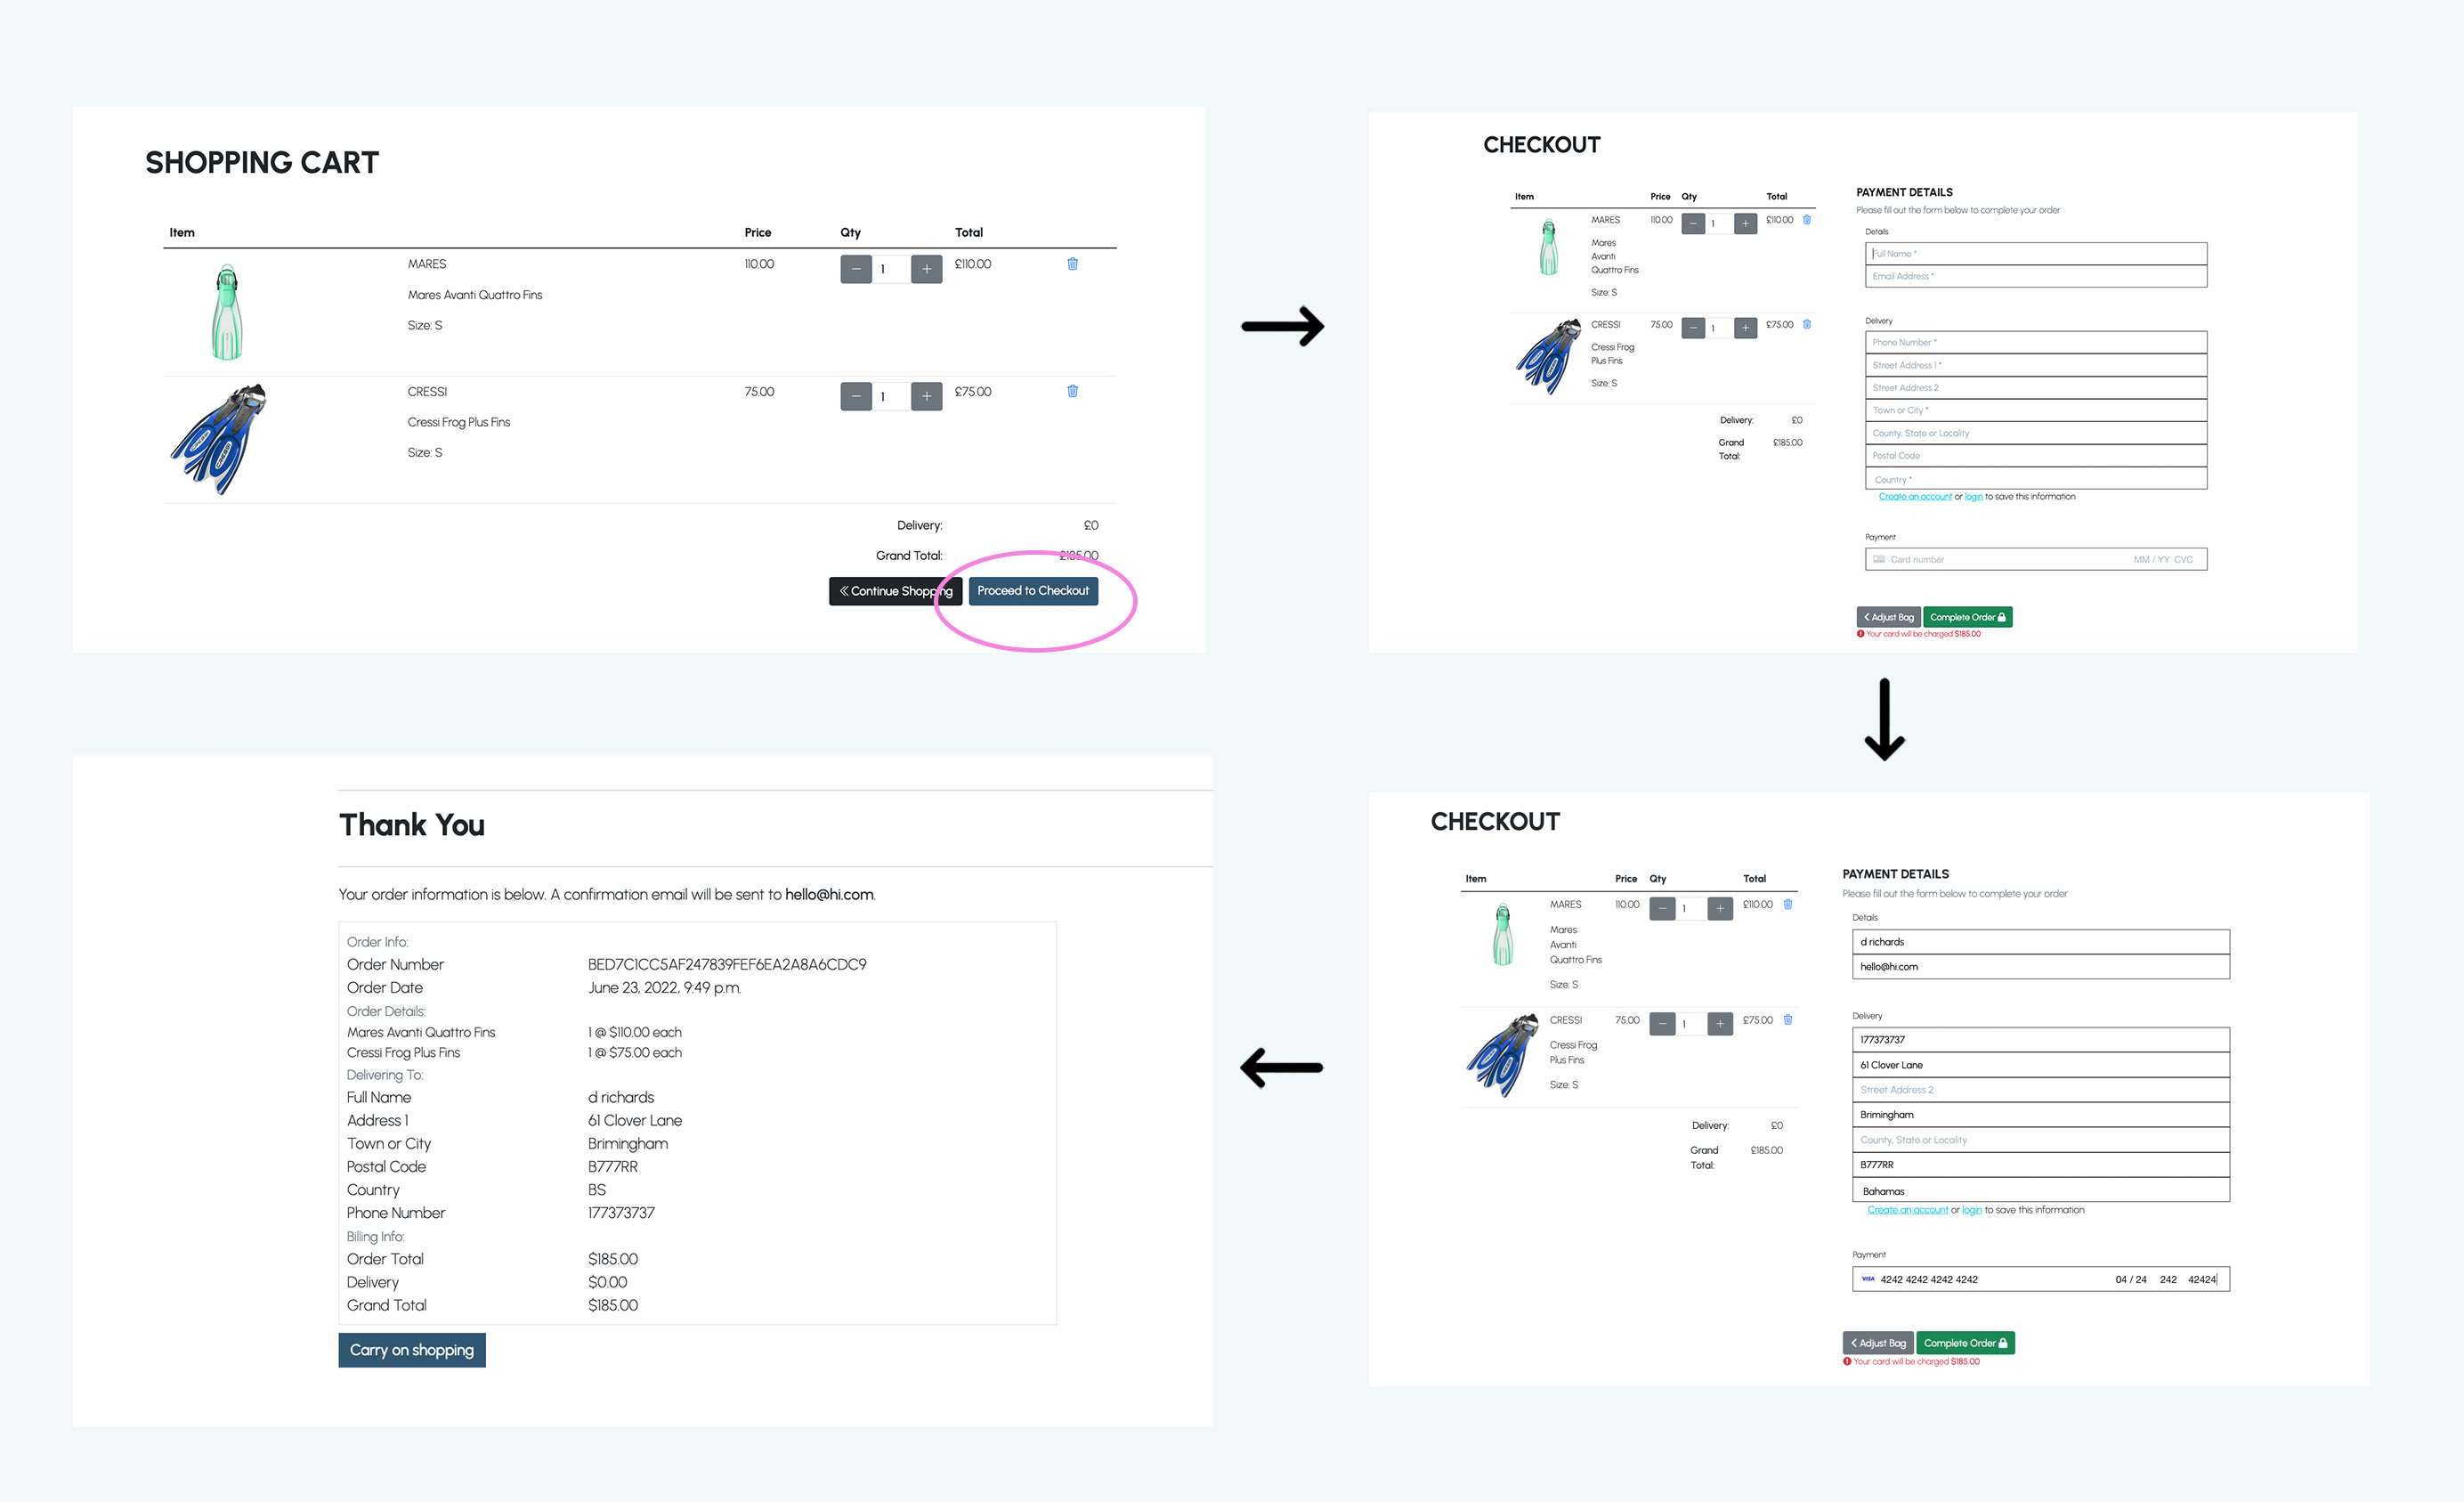 SHOPPING CART
Item Price Qty Total
MARES 110.00 1 £110.00
Mares Avanti Quattro Fins
Size: S
CRESSI 75.00 1 £75.00
Cressi Frog Plus Fins
Size: S
CRESSI
CRESSI
Delivery: £0
Grand Total: £185.00
Continue Shopping Proceed to Checkout
CHECKOUT
Item Price Qty Total
MARES 110.00 1 £110.00
Mares
Avanti
Quattro Fins
Size: S
CRESSI 75.00 1 £75.00
Cressi Frog
Plus Fins
Size: S
Delivery: £0
Grand £185.00
Total:
PAYMENT DETAILS
Please fill out the form below to complete your order
Details
Full Name *
Email Address *
Delivery
Phone Number *
Street Address 1 *
Street Address 2
Town or City *
County, State or Locality
Postal Code
Country *
Create an account or login to save this information
Payment
Card number MM / YY CVC
Adjust Bag Complete Order
Your card will be charged $185.00
CHECKOUT
Item Price Qty Total
MARES 110.00 1 £110.00
Mares
Avanti
Quattro Fins
Size: S
CRESSI 75.00 1 £75.00
Cressi Frog
Plus Fins
Size: S
Delivery: £0
Grand £185.00
Total:
PAYMENT DETAILS
Please fill out the form below to complete your order
Details
d richards
hello@hi.com
Delivery
177373737
61 Clover Lane
Street Address 2
Brimingham
County, State or Locality
B777RR
Bahamas
Create an account or login to save this information
Payment
VISA 4242 4242 4242 4242 04 / 24 242 42424
Adjust Bag Complete Order
Your card will be charged $185.00
Thank You
Your order information is below. A confirmation email will be sent to hello@hi.com.
Order Info:
Order Number BED7C1CC5AF247839FEF6EA2A8A6CDC9
Order Date June 23, 2022, 9:49 p.m.
Order Details:
Mares Avanti Quattro Fins 1 @ $110.00 each
Cressi Frog Plus Fins 1 @ $75.00 each
Delivering To:
Full Name d richards
Address 1 61 Clover Lane
Town or City Brimingham
Postal Code B777RR
Country BS
Phone Number 177373737
Billing Info:
Order Total $185.00
Delivery $0.00
Grand Total $185.00
Carry on shopping